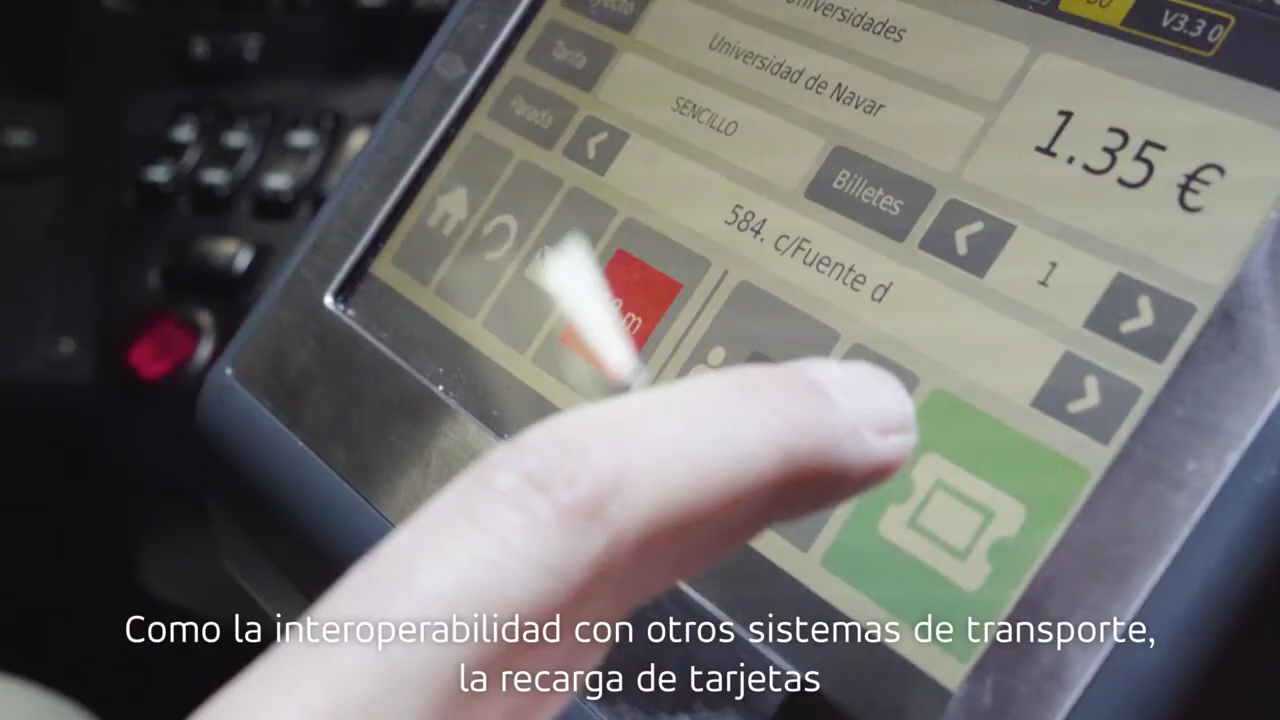 V3.3 0
Universidades
Universidad de Navar
1.35 €
Tarifa
SENCILLO
Parada
Billetes
1
584. c/Fuente d
Como la interoperabilidad con otros sistemas de transporte,
la recarga de tarjetas